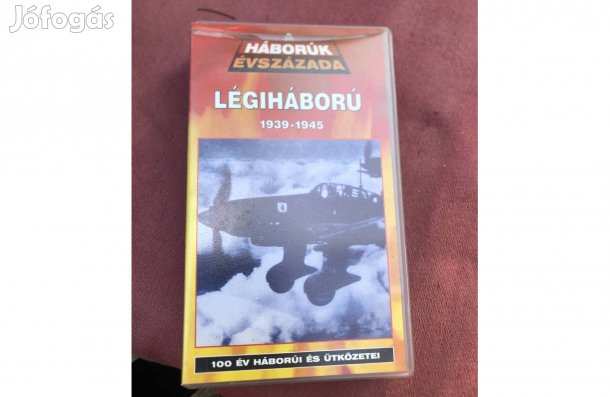 Jófogás
HÁBORÚK
ÉVSZÁZADA
LÉGIHÁBORÚ
1939-1945
100 ÉV HÁBORÚI ÉS ÜTKÖZETEI